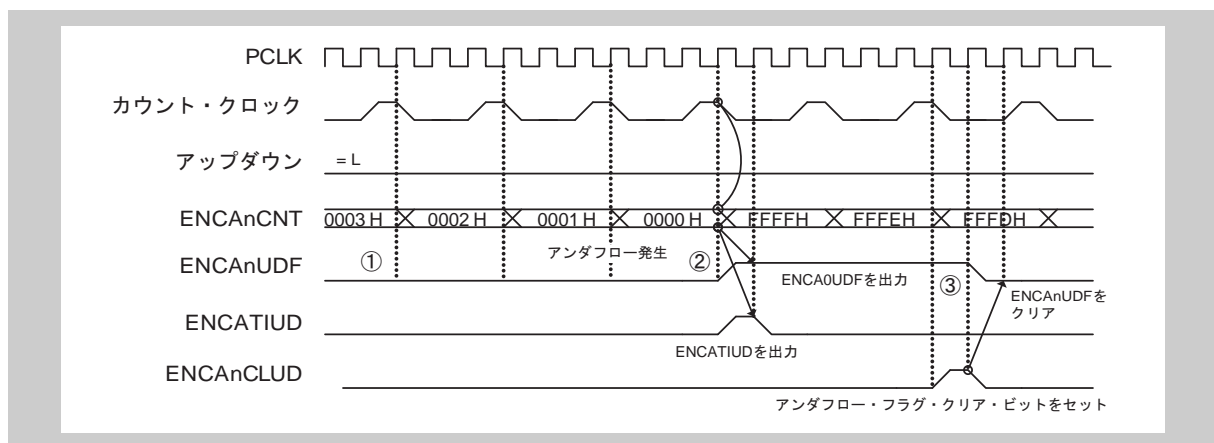 PCLK
カウント・クロック
アップダウン = L
ENCAnCNT 0003 H 0002 H 0001 H 0000 H FFFFH FFFEH FFFDH
ENCAnUDF ① アンダフロー発生 ② ENCA0UDFを出力 ③ ENCAnUDFを
クリア
ENCATIUD
ENCATIUDを出力
ENCAnCLUD
アンダフロー・フラグ・クリア・ビットをセット